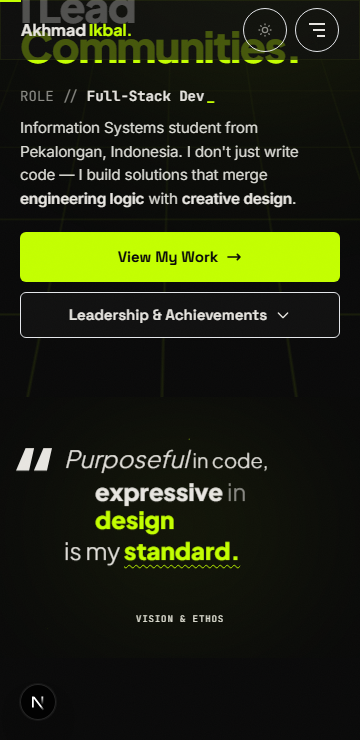 I Lead
Akhmad Ikbal.
Communities.
ROLE // Full-Stack Dev_
Information Systems student from
Pekalongan, Indonesia. I don't just write
code — I build solutions that merge
engineering logic with creative design.
View My Work →
Leadership & Achievements
" Purposeful in code,
expressive in
design
is my standard.
VISION & ETHOS
N